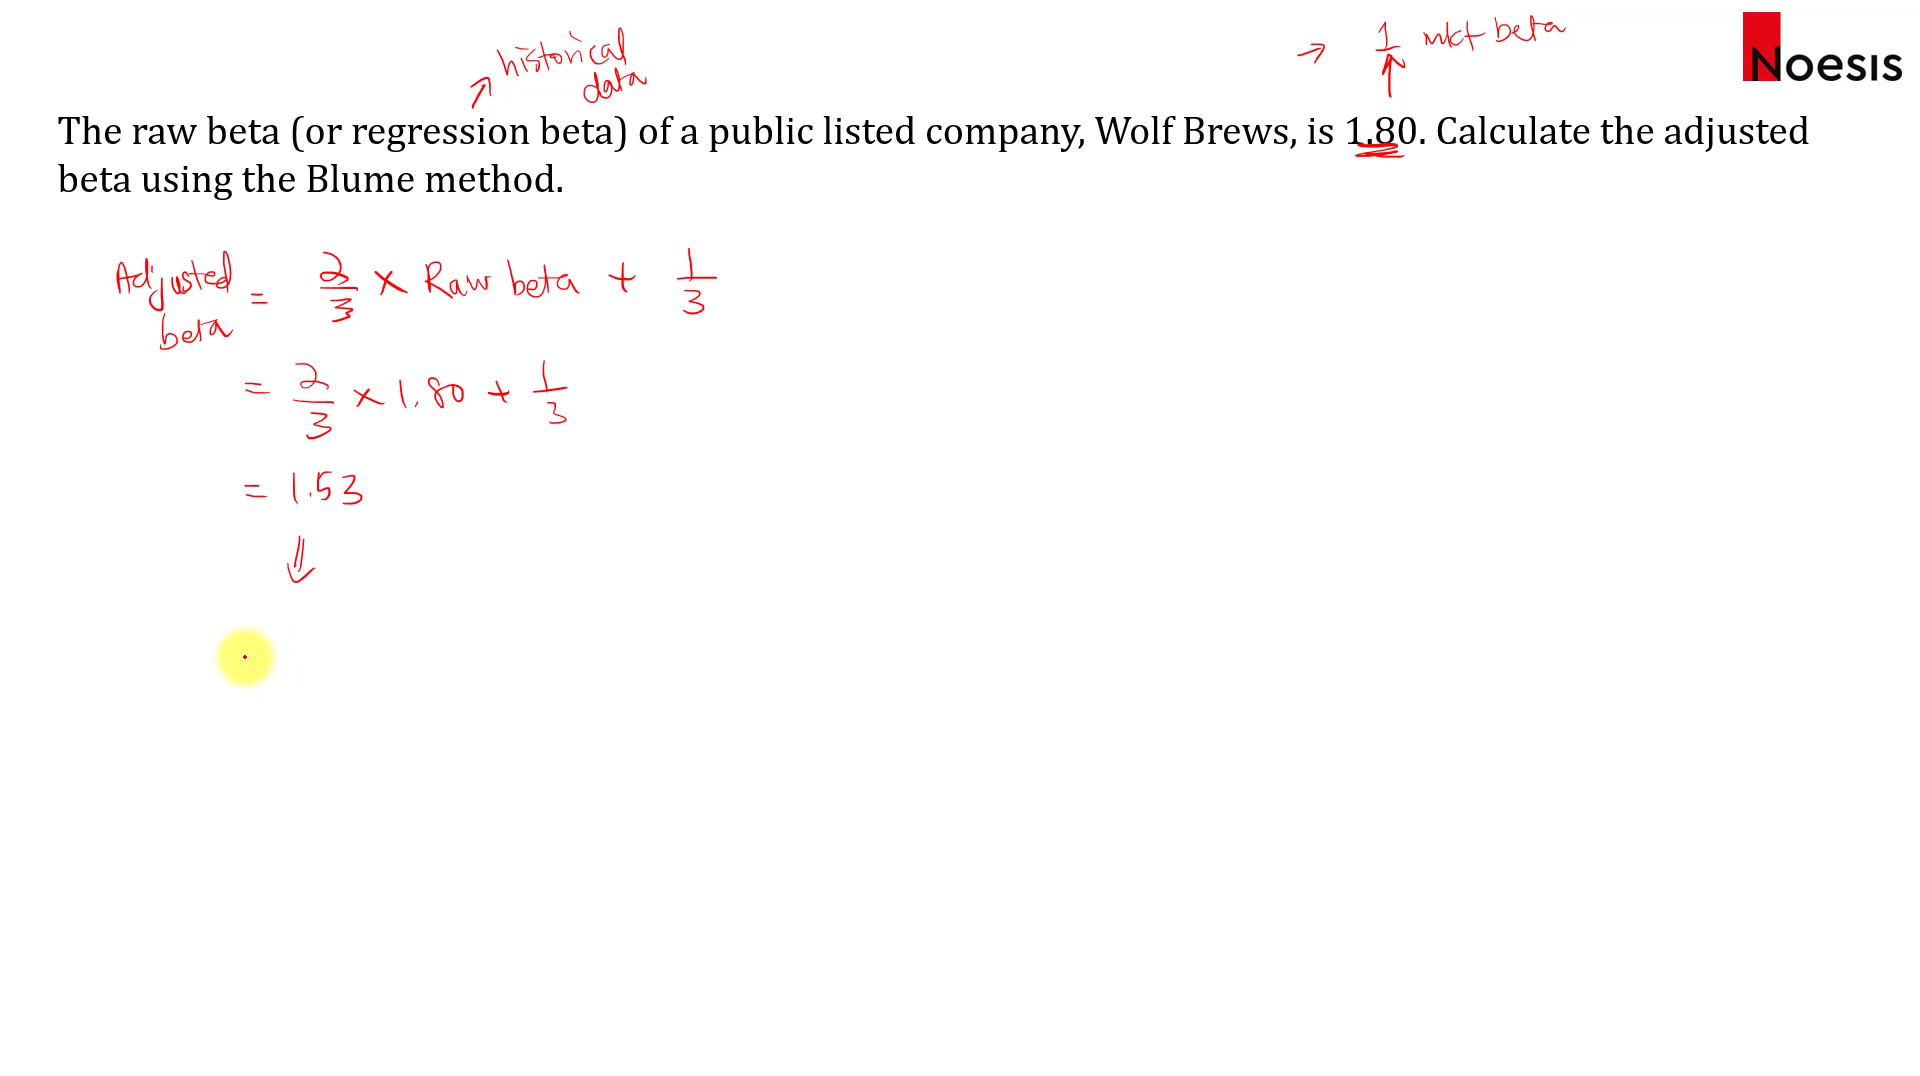 historical
data
→ 1 mkt beta
Noesis
The raw beta (or regression beta) of a public listed company, Wolf Brews, is 1.80. Calculate the adjusted
beta using the Blume method.
Adjusted beta = 2/3 × Raw beta + 1/3
= 2/3 × 1.80 + 1/3
= 1.53